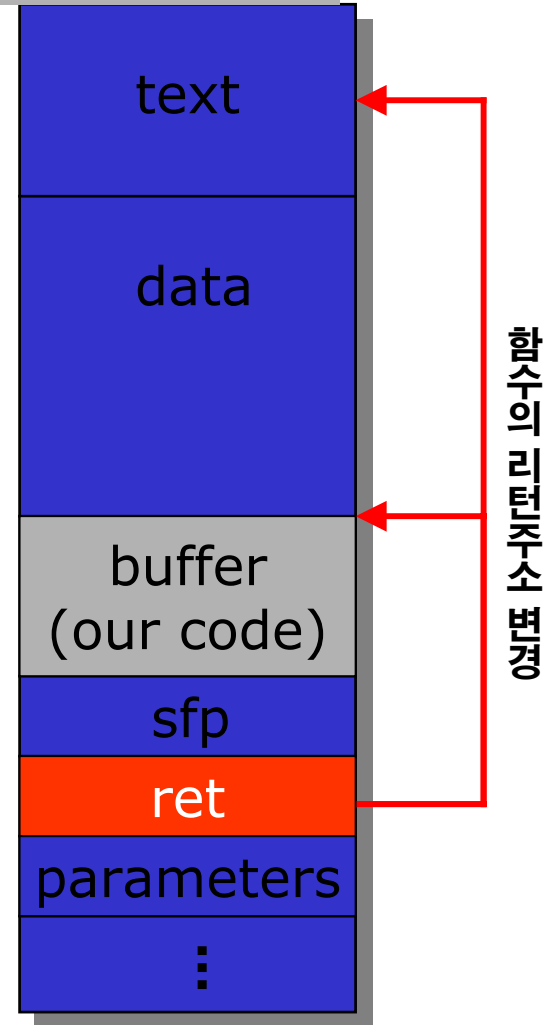 text
data
buffer
(our code)
sfp
ret
parameters
⋮
함수의 리턴주소 변경